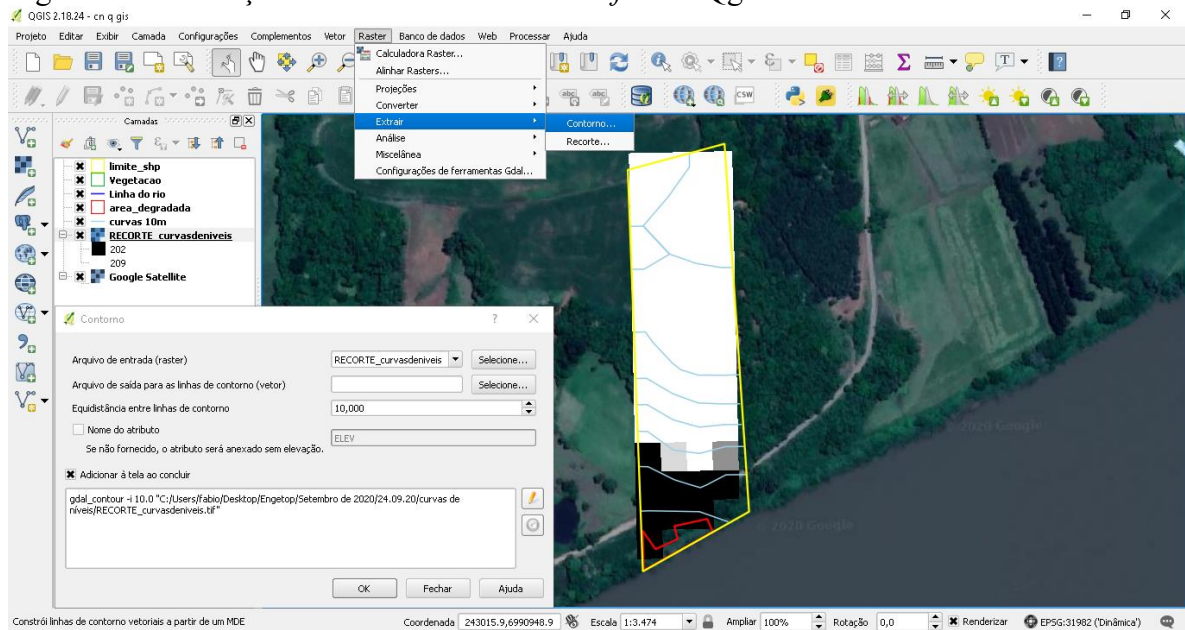 QGIS 2.18.24 - cn q gis
Projeto Editar Exibir Camada Configurações Complementos Vetor Raster Banco de dados Web Processar Ajuda
Calculadora Raster...
Alinhar Rasters...
Projeções
Converter
Extrair
Análise
Miscelânea
Configurações de ferramentas Gdal...
Contorno...
Recorte...
abc
abc
CSW
Camadas
limite_shp
Vegetacao
Linha do rio
area_degradada
curvas 10m
RECORTE_curvasdeniveis
202
209
Google Satellite
Contorno
Arquivo de entrada (raster) RECORTE_curvasdeniveis Selecione...
Arquivo de saída para as linhas de contorno (vetor) Selecione...
Equidistância entre linhas de contorno 10,000
Nome do atributo
ELEV
Se não fornecido, o atributo será anexado sem elevação.
Adicionar à tela ao concluir
gdal_contour -i 10.0 "C:/Users/fabio/Desktop/Engetop/Setembro de 2020/24.09.20/curvas de
níveis/RECORTE_curvasdeniveis.tif"
OK Fechar Ajuda
2020 Google
© 2020 Google
Constrói linhas de contorno vetoriais a partir de um MDE Coordenada 243015.9,6990948.9 Escala 1:3.474 Ampliar 100% Rotação 0,0 Renderizar EPSG:31982 ('Dinâmica')